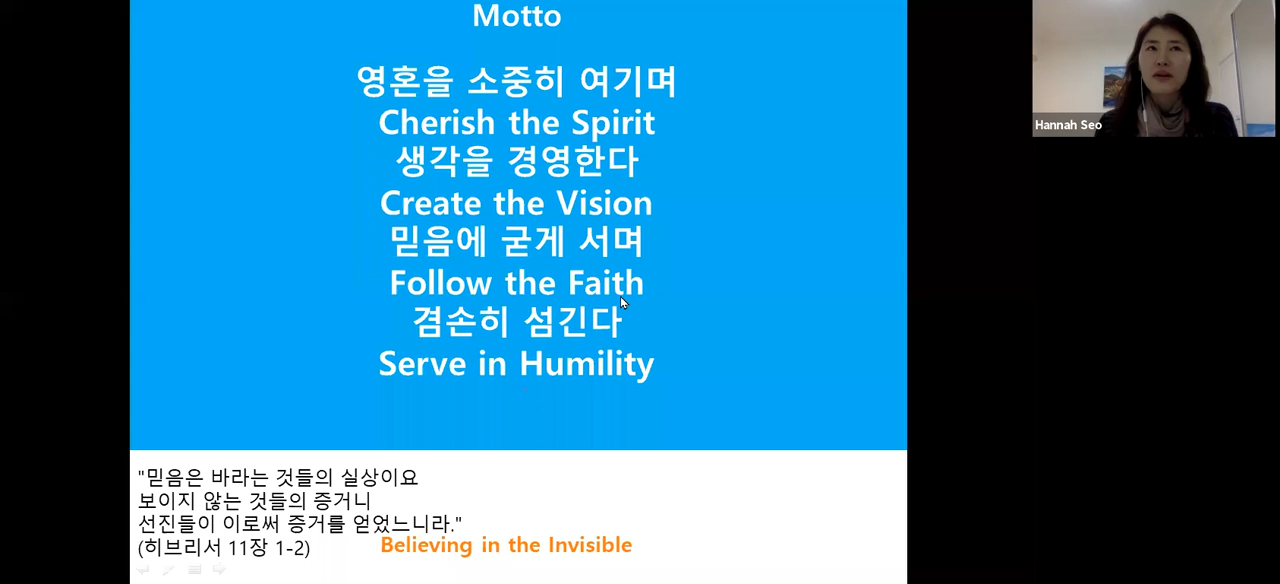 Motto
영혼을 소중히 여기며
Cherish the Spirit
생각을 경영한다
Create the Vision
믿음에 굳게 서며
Follow the Faith
겸손히 섬긴다
Serve in Humility
Hannah Seo
"믿음은 바라는 것들의 실상이요
보이지 않는 것들의 증거니
선진들이 이로써 증거를 얻었느니라."
(히브리서 11장 1-2)
Believing in the Invisible